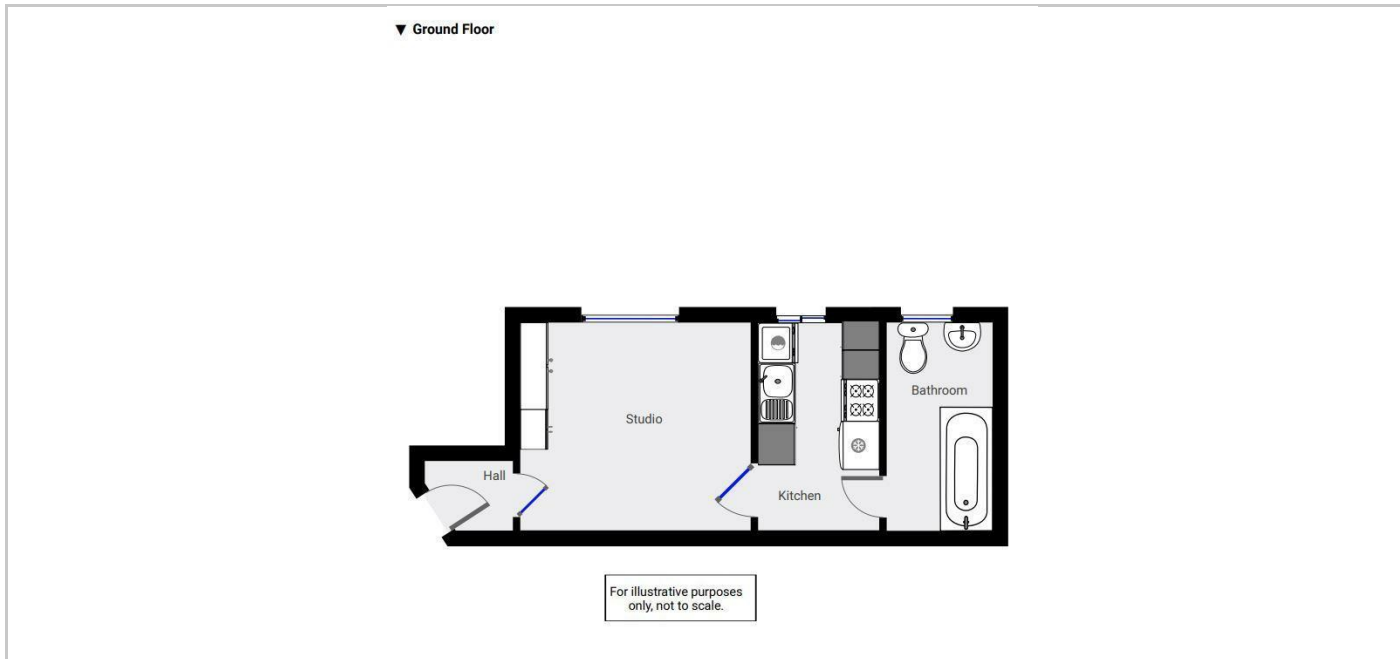 ▼ Ground Floor
Studio
Bathroom
Hall
Kitchen
For illustrative purposes
only, not to scale.